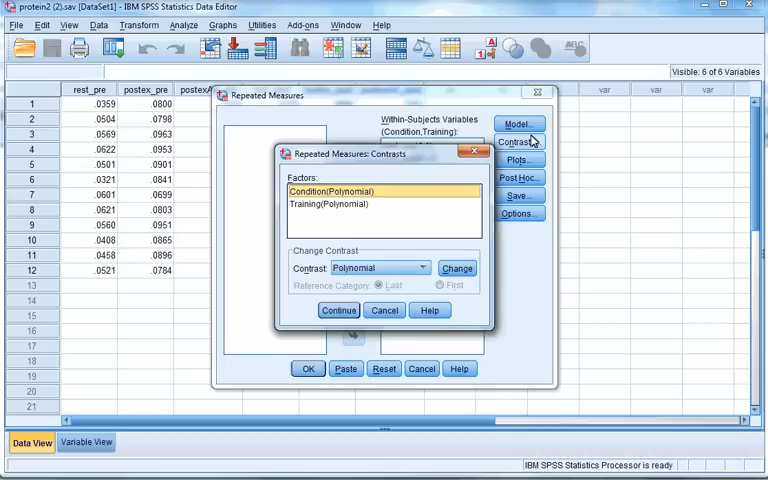 protein2 (2).sav [DataSet1] - IBM SPSS Statistics Data Editor
File Edit View Data Transform Analyze Graphs Utilities Add-ons Window Help
Visible: 6 of 6 Variables
rest_pre postex_pre var var var
1 .0359 .0800
2 .0504 .0798
3 .0569 .0963
4 .0622 .0953
5 .0501 .0901
6 .0321 .0841
7 .0601 .0699
8 .0621 .0803
9 .0560 .0951
10 .0408 .0865
11 .0458 .0896
12 .0521 .0784
13
14
15
16
17
18
19
20
21
Repeated Measures
Within-Subjects Variables
(Condition,Training):
Model...
Contrasts...
Plots...
Post Hoc...
Save...
Options...
OK Paste Reset Cancel Help
Repeated Measures: Contrasts
Factors:
Condition(Polynomial)
Training(Polynomial)
Change Contrast
Contrast: Polynomial Change
Reference Category: Last First
Continue Cancel Help
Data View Variable View
IBM SPSS Statistics Processor is ready